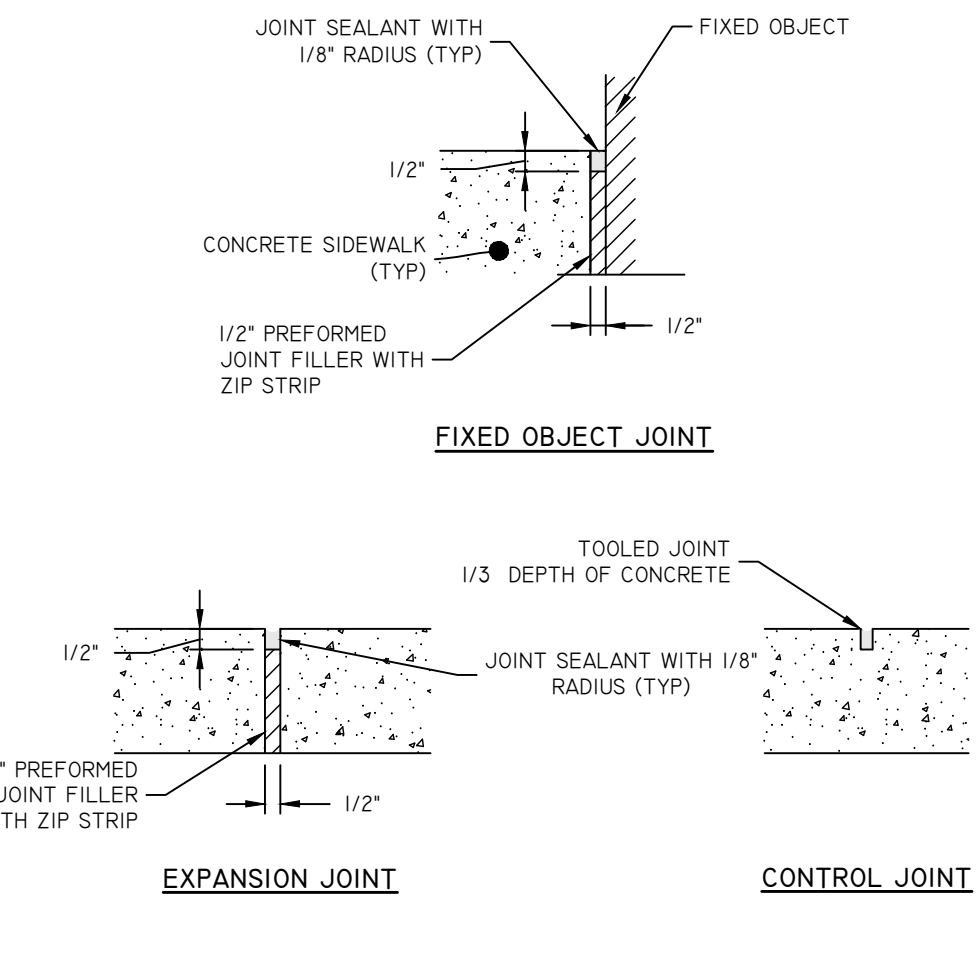 JOINT SEALANT WITH
1/8" RADIUS (TYP)
FIXED OBJECT
1/2"
CONCRETE SIDEWALK
(TYP)
1/2" PREFORMED
JOINT FILLER WITH
ZIP STRIP
1/2"
FIXED OBJECT JOINT
TOOLED JOINT
1/3 DEPTH OF CONCRETE
1/2"
JOINT SEALANT WITH 1/8"
RADIUS (TYP)
" PREFORMED
JOINT FILLER
TH ZIP STRIP
1/2"
EXPANSION JOINT
CONTROL JOINT